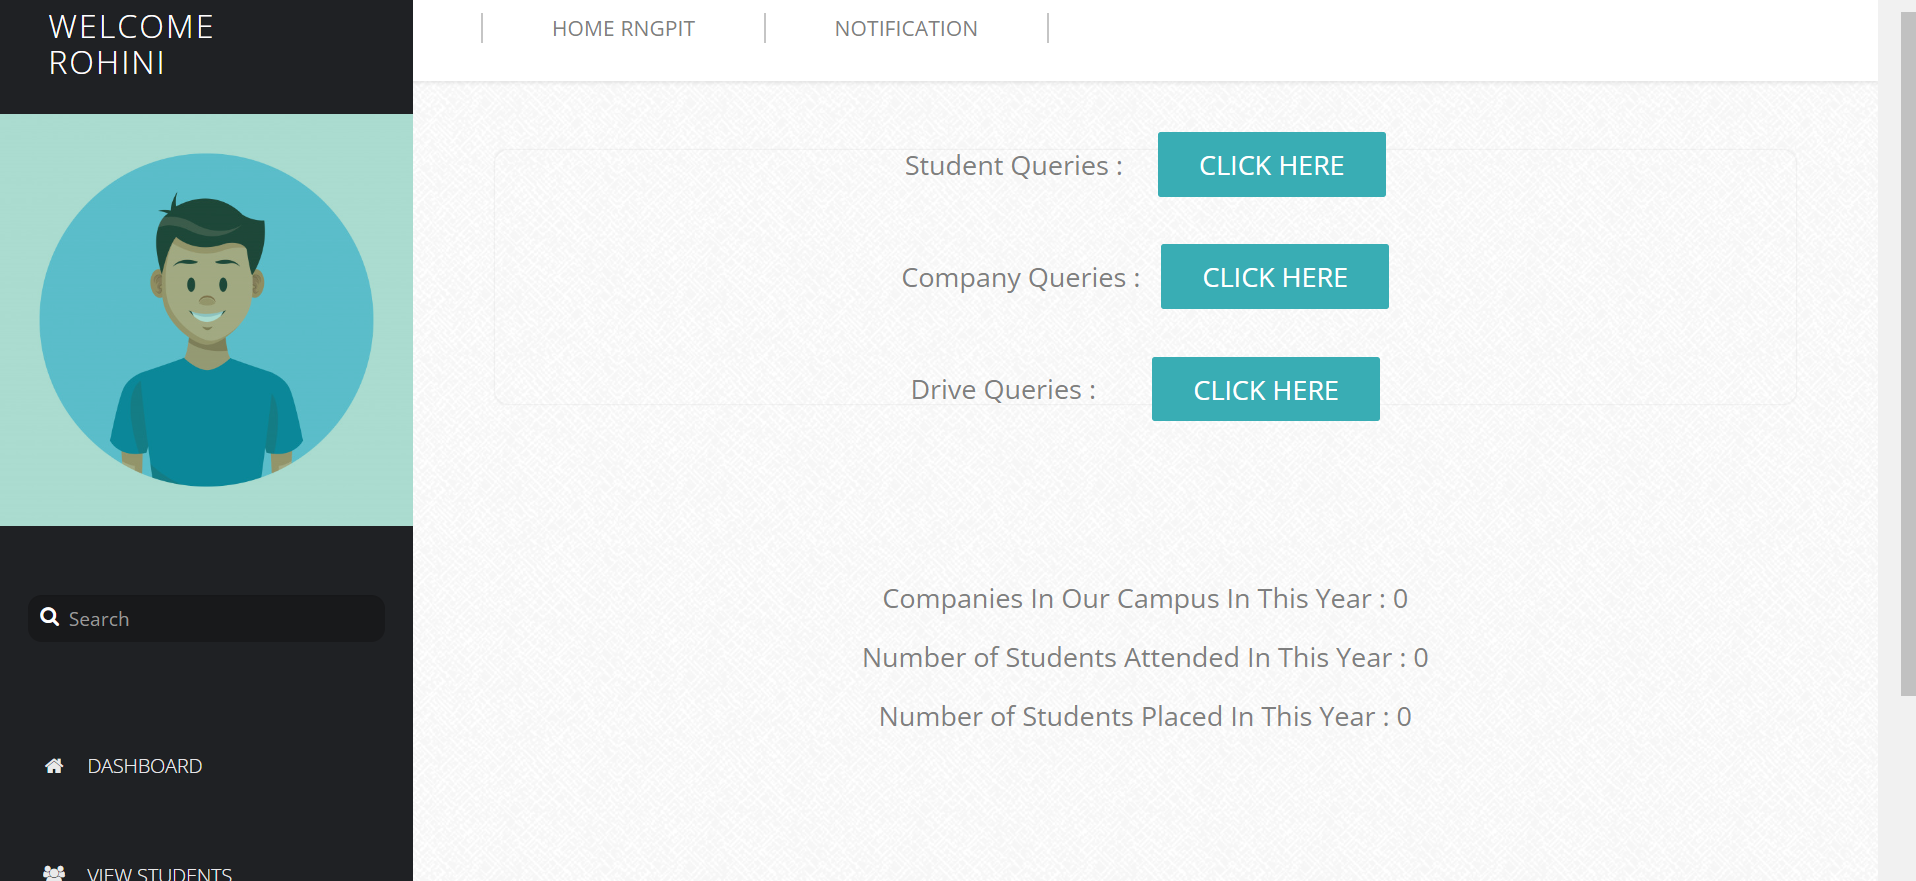 WELCOME
ROHINI
HOME RNGPIT
NOTIFICATION
Student Queries :
CLICK HERE
Company Queries :
CLICK HERE
Drive Queries :
CLICK HERE
Search
Companies In Our Campus In This Year : 0
Number of Students Attended In This Year : 0
Number of Students Placed In This Year : 0
DASHBOARD
VIEW STUDENTS